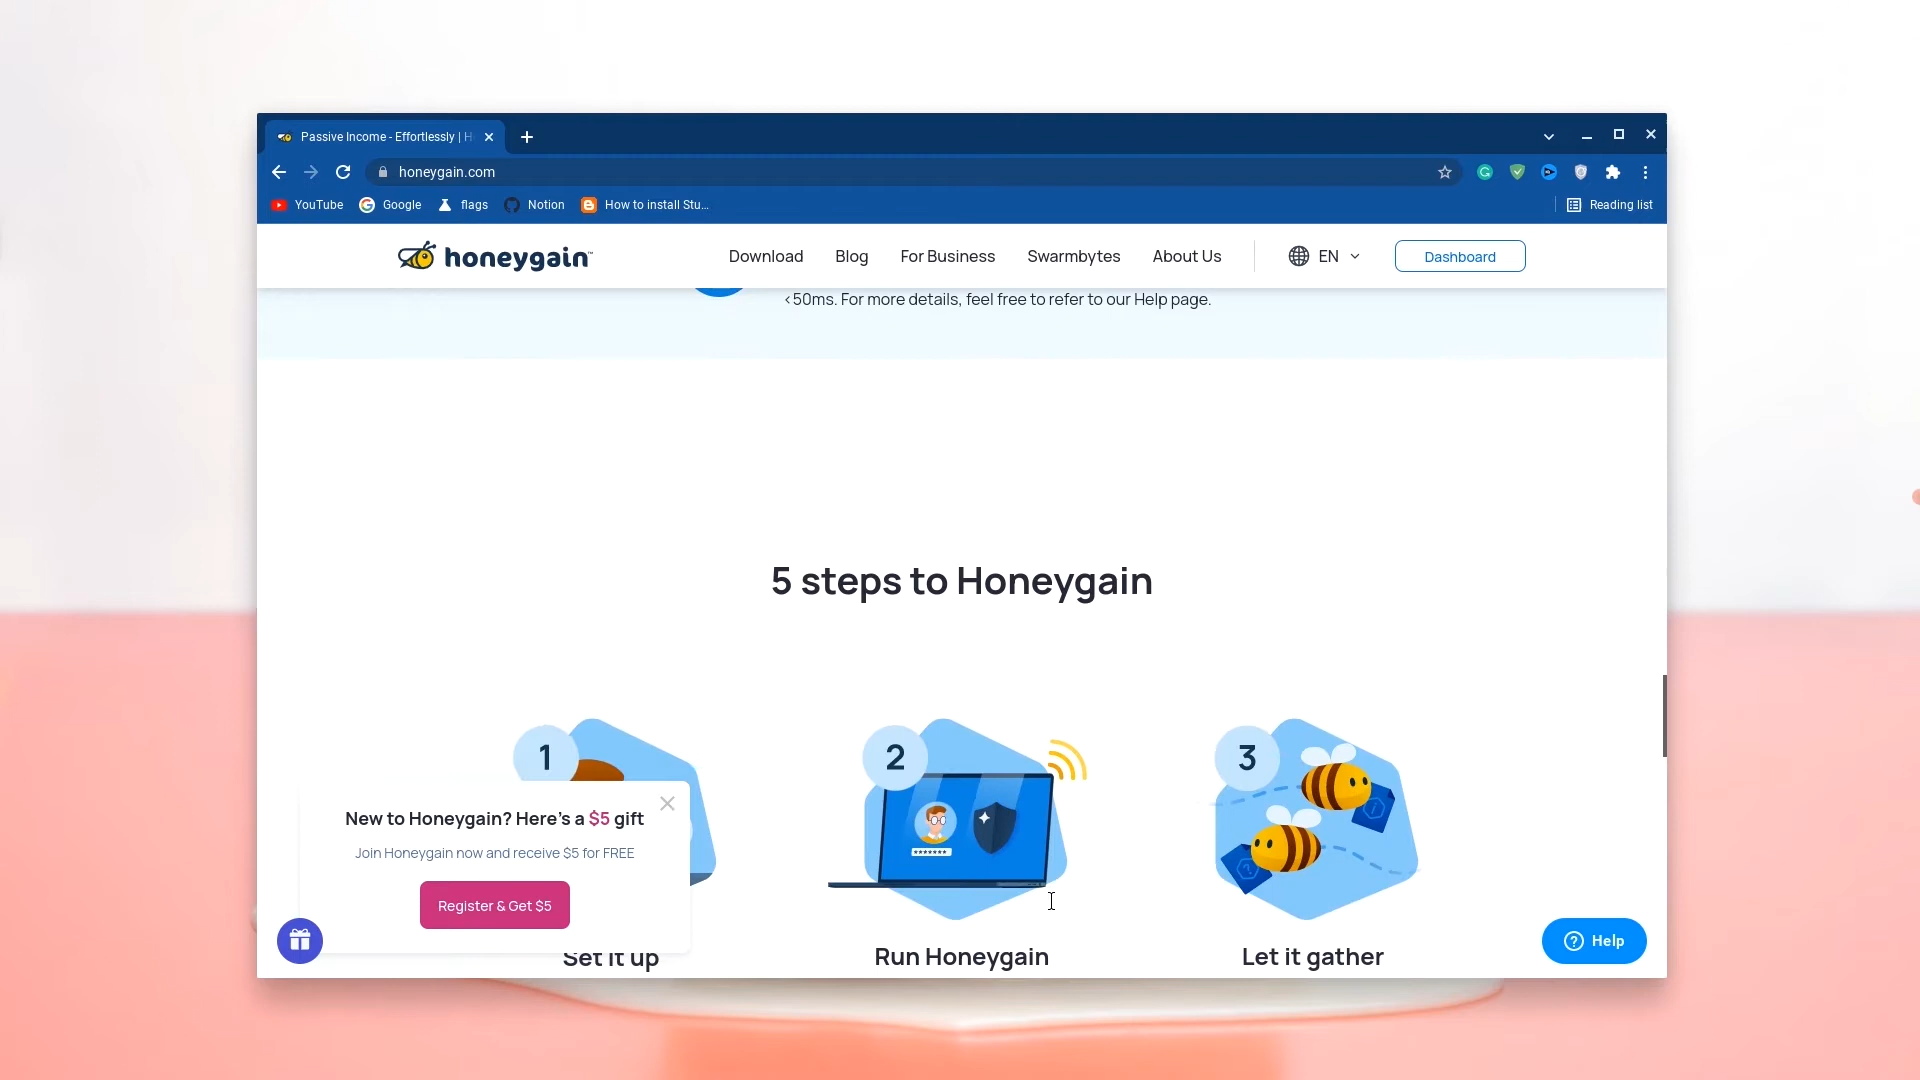 Passive Income - Effortlessly | H
honeygain.com
YouTube
Google
flags
Notion
How to install Stu...
Reading list
honeygain™
Download
Blog
For Business
Swarmbytes
About Us
EN
Dashboard
<50ms. For more details, feel free to refer to our Help page.
5 steps to Honeygain
1
2
3
New to Honeygain? Here's a $5 gift
Join Honeygain now and receive $5 for FREE
Register & Get $5
Set it up
Run Honeygain
Let it gather
Help